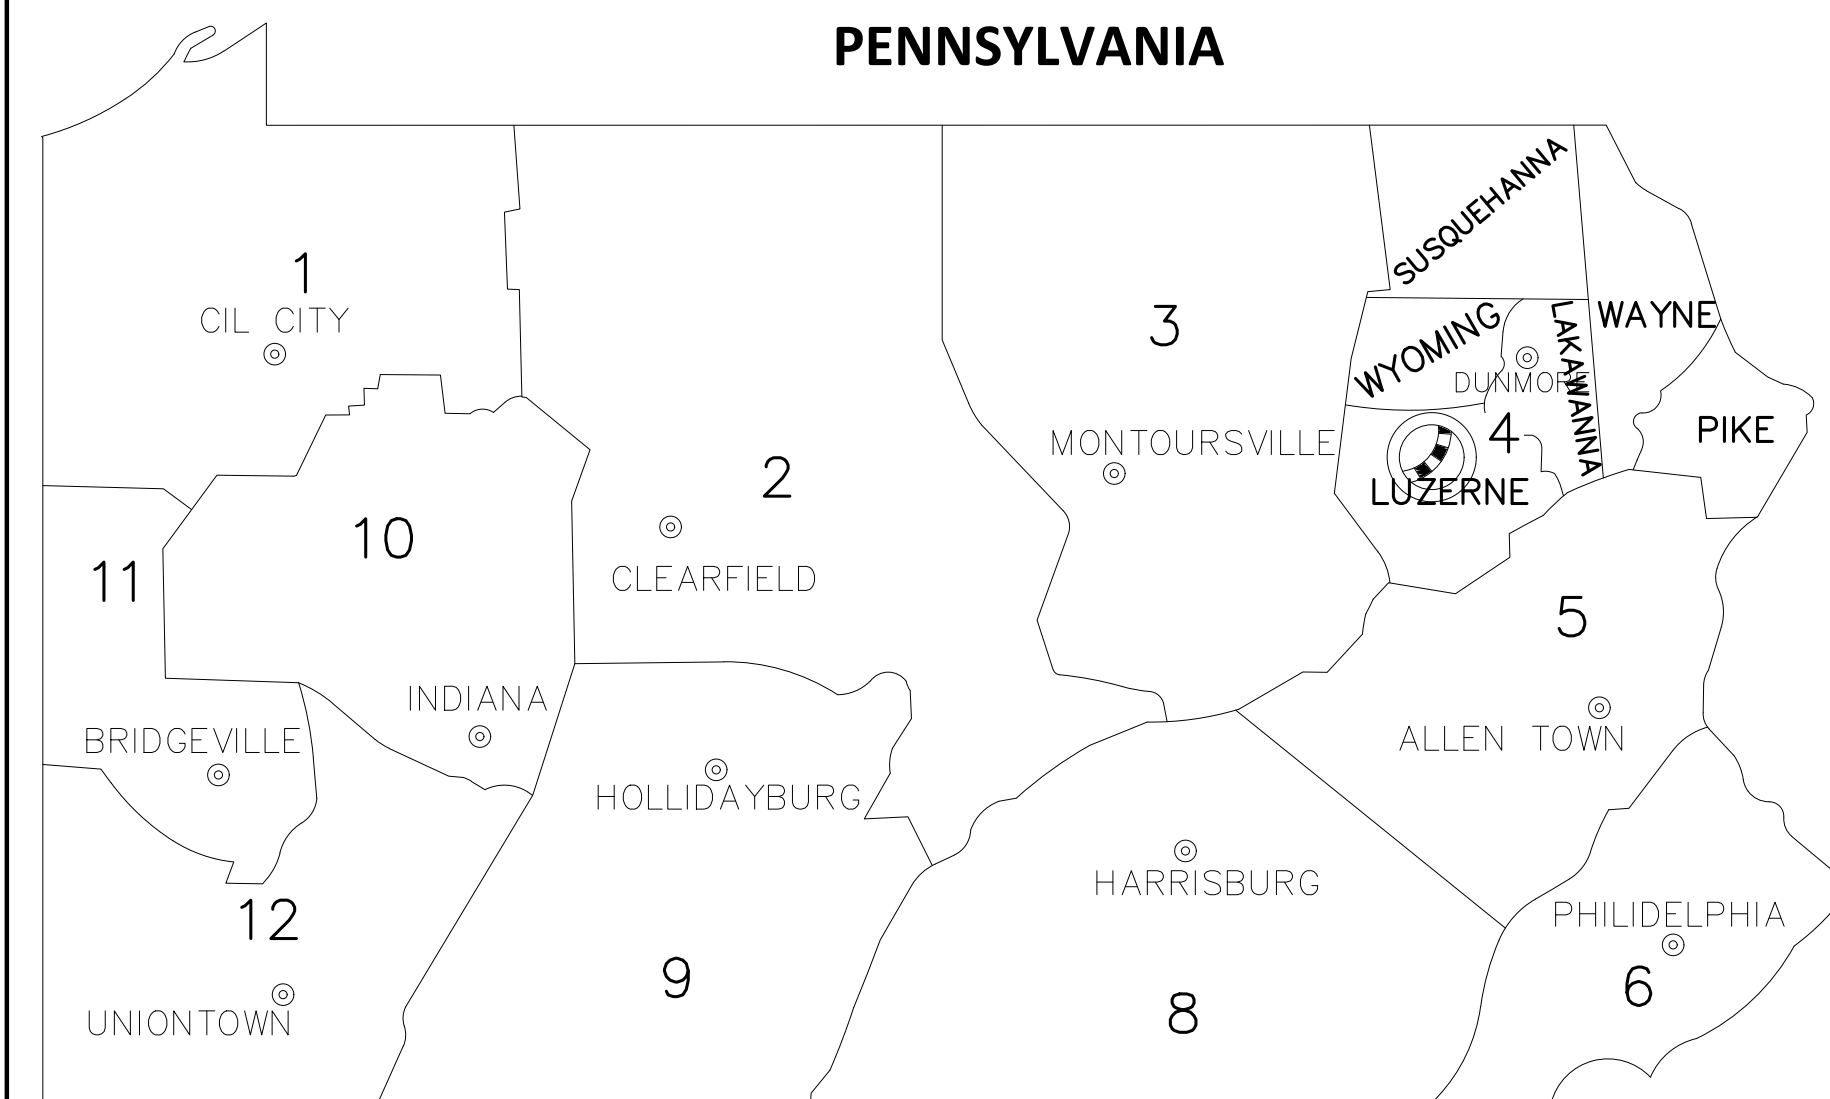 PENNSYLVANIA
SUSQUEHANNA
1
CIL CITY
WAYNE
3
WYOMING
LAKAWANNA
DUNMORE
PIKE
4
MONTOURSVILLE
2
LUZERNE
10
11
CLEARFIELD
5
INDIANA
BRIDGEVILLE
ALLEN TOWN
HOLLIDAYBURG
HARRISBURG
12
PHILIDELPHIA
9
6
8
UNIONTOWN